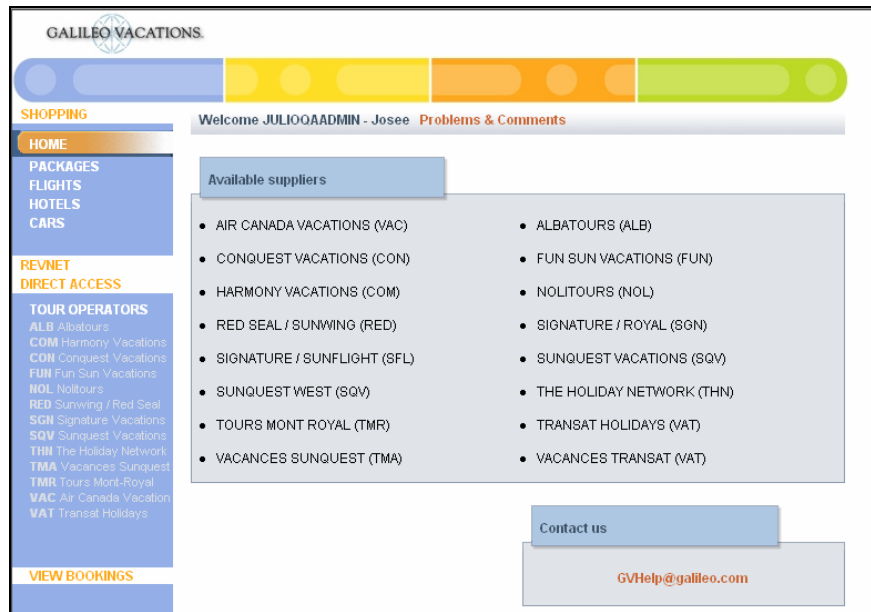 GALILEO VACATIONS.
SHOPPING
HOME
PACKAGES
FLIGHTS
HOTELS
CARS
REVNET
DIRECT ACCESS
TOUR OPERATORS
ALB Albatours
COM Harmony Vacations
CON Conquest Vacations
FUN Fun Sun Vacations
NOL Nolitours
RED Sunwing / Red Seal
SGN Signature Vacations
SQV Sunquest Vacations
THN The Holiday Network
TMA Vacances Sunquest
TMR Tours Mont-Royal
VAC Air Canada Vacation
VAT Transat Holidays
VIEW BOOKINGS
Welcome JULIOQAADMIN - Josee Problems & Comments
Available suppliers
AIR CANADA VACATIONS (VAC)
ALBATOURS (ALB)
CONQUEST VACATIONS (CON)
FUN SUN VACATIONS (FUN)
HARMONY VACATIONS (COM)
NOLITOURS (NOL)
RED SEAL / SUNWING (RED)
SIGNATURE / ROYAL (SGN)
SIGNATURE / SUNFLIGHT (SFL)
SUNQUEST VACATIONS (SQV)
SUNQUEST WEST (SQV)
THE HOLIDAY NETWORK (THN)
TOURS MONT ROYAL (TMR)
TRANSAT HOLIDAYS (VAT)
VACANCES SUNQUEST (TMA)
VACANCES TRANSAT (VAT)
Contact us
GVHelp@galileo.com